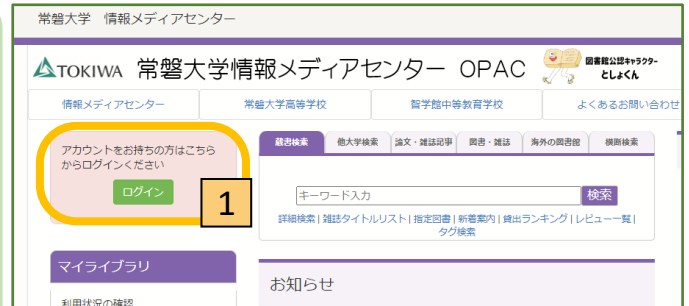 常磐大学 情報メディアセンター
TOKIWA 常磐大学情報メディアセンター OPAC
図書館公認キャラクター
としょくん
情報メディアセンター 常磐大学高等学校 智学館中等教育学校 よくあるお問い合わせ
アカウントをお持ちの方はこちら
からログインください
ログイン
1
蔵書検索 他大学検索 論文・雑誌記事 図書・雑誌 海外の図書館 横断検索
キーワード入力 検索
詳細検索 | 雑誌タイトルリスト | 指定図書 | 新着案内 | 貸出ランキング | レビュー一覧 |
タグ検索
マイライブラリ
利用状況の確認
お知らせ